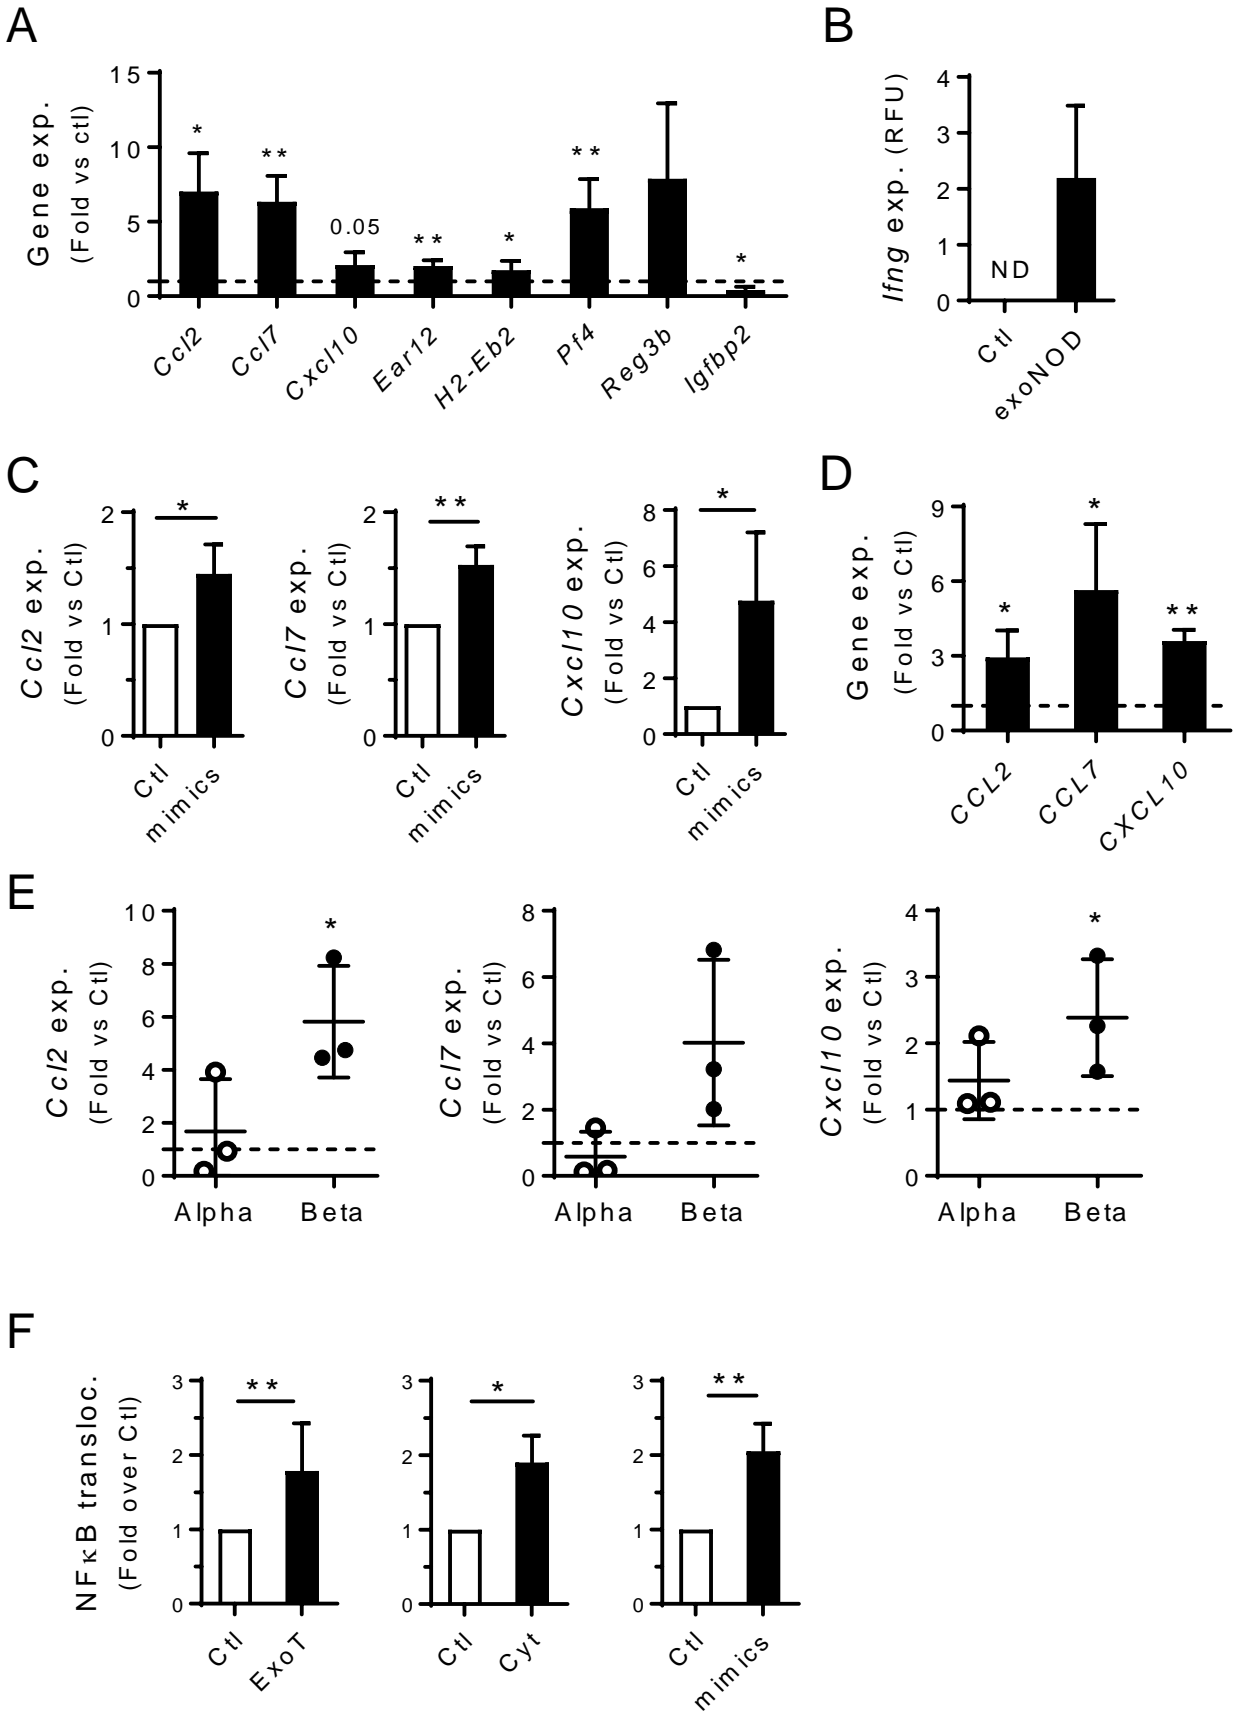 A
Gene exp.
(Fold vs ctl)
15
10
5
0
*
**
0.05
**
*
**
*
Ccl2
Ccl7
Cxcl10
Ear12
H2-Eb2
Pf4
Reg3b
Igfbp2
B
Ifng exp. (RFU)
4
3
2
1
0
ND
Ctl
exoNOD
C
Ccl2 exp.
(Fold vs Ctl)
2
1
0
*
Ctl
mimics
Ccl7 exp.
(Fold vs Ctl)
2
1
0
**
Ctl
mimics
Cxcl10 exp.
(Fold vs Ctl)
8
6
4
2
0
*
Ctl
mimics
D
Gene exp.
(Fold vs Ctl)
9
6
3
0
*
*
**
CCL2
CCL7
CXCL10
E
Ccl2 exp.
(Fold vs Ctl)
10
8
6
4
2
0
*
Alpha
Beta
Ccl7 exp.
(Fold vs Ctl)
8
6
4
2
0
Alpha
Beta
Cxcl10 exp.
(Fold vs Ctl)
4
3
2
1
0
*
Alpha
Beta
F
NFκB transloc.
(Fold over Ctl)
3
2
1
0
**
Ctl
ExoT
3
2
1
0
*
Ctl
Cyt
3
2
1
0
**
Ctl
mimics